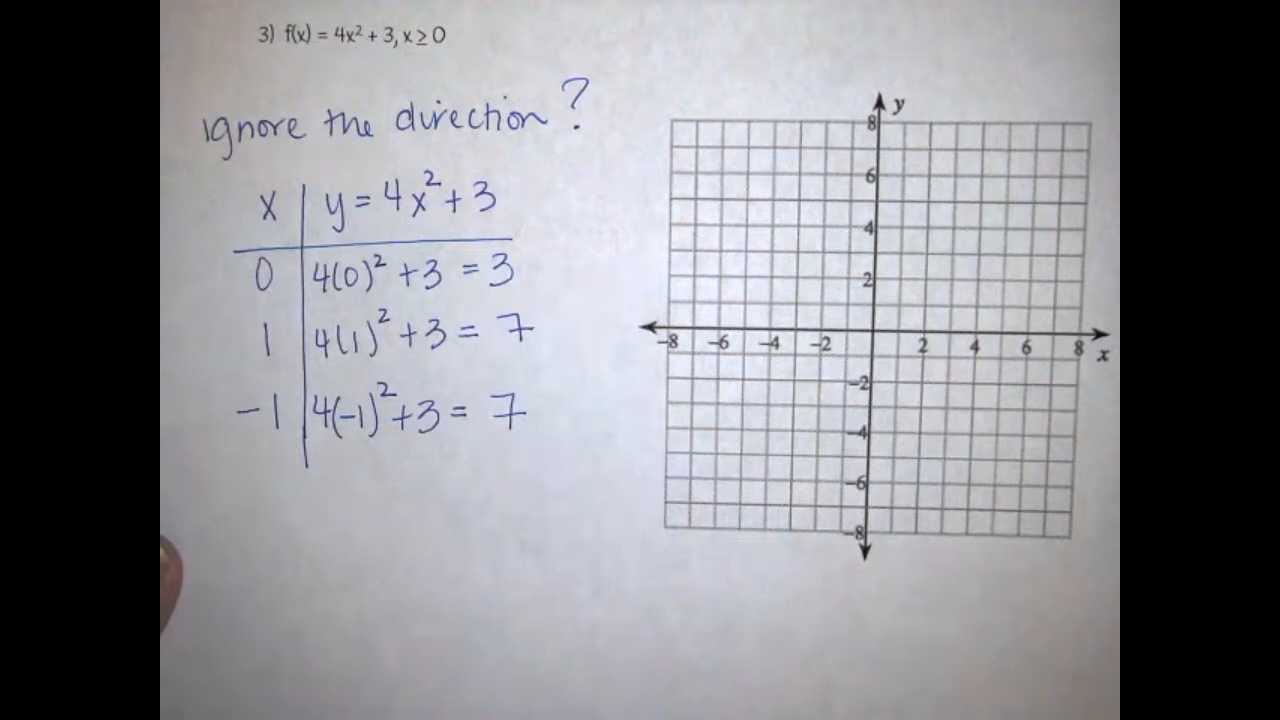 3) f(x) = 4x² + 3, x ≥ 0
ignore the direction?
x y = 4x² + 3
0 4(0)² + 3 = 3
1 4(1)² + 3 = 7
-1 4(-1)² + 3 = 7
y
8
6
4
2
-8 -6 -4 -2 2 4 6 8 x
-2
-4
-6
-8